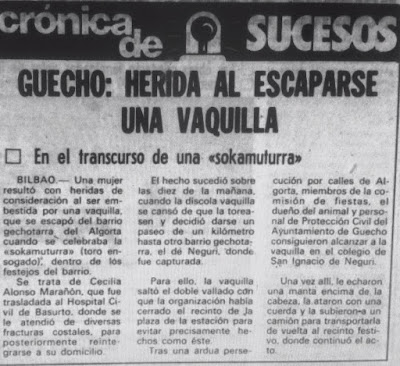 crónica
de
SUCESOS
GUECHO: HERIDA AL ESCAPARSE
UNA VAQUILLA
□ En el transcurso de una «sokamuturra»
BILBAO.— Una mujer
resultó con heridas de
consideración al ser em-
bestida por una vaquilla,
que se escapó del barrio
gechotarra del Algorta
cuando se celebraba la
«sokamuturra» (toro en-
sogado), dentro de los
festejos del barrio.
Se trata de Cecilia
Alonso Marañón, que fue
trasladada al Hospital Ci-
vil de Basurto, donde se
le atendió de diversas
fracturas costales, para
posteriormente reinte-
grarse a su domicilio.
El hecho sucedió sobre
las diez de la mañana,
cuando la díscola vaquilla
se cansó de que la torea-
sen y decidió darse un
paseo de un kilómetro
hasta otro barrio gechota-
rra, el de Neguri, don-
de fue capturada.
Para ello, la vaquilla
saltó el doble vallado con
que la organización había
cerrado el recinto de Ja
plaza de la estación para
evitar precisamente he-
chos como éste.
Tras una ardua perse-
cución por calles de Al-
gorta, miembros de la co-
misión de fiestas, el
dueño del animal y perso-
nal de Protección Civil del
Ayuntamiento de Guecho
consiguieron alcanzar a la
vaquilla en el colegio de
San Ignacio de Neguri.
Una vez allí, le echaron
una manta encima de la
cabeza, la ataron con una
cuerda y la subieron a un
camión para transportarla
de vuelta al recinto festi-
vo, donde continuó el ac-
to.